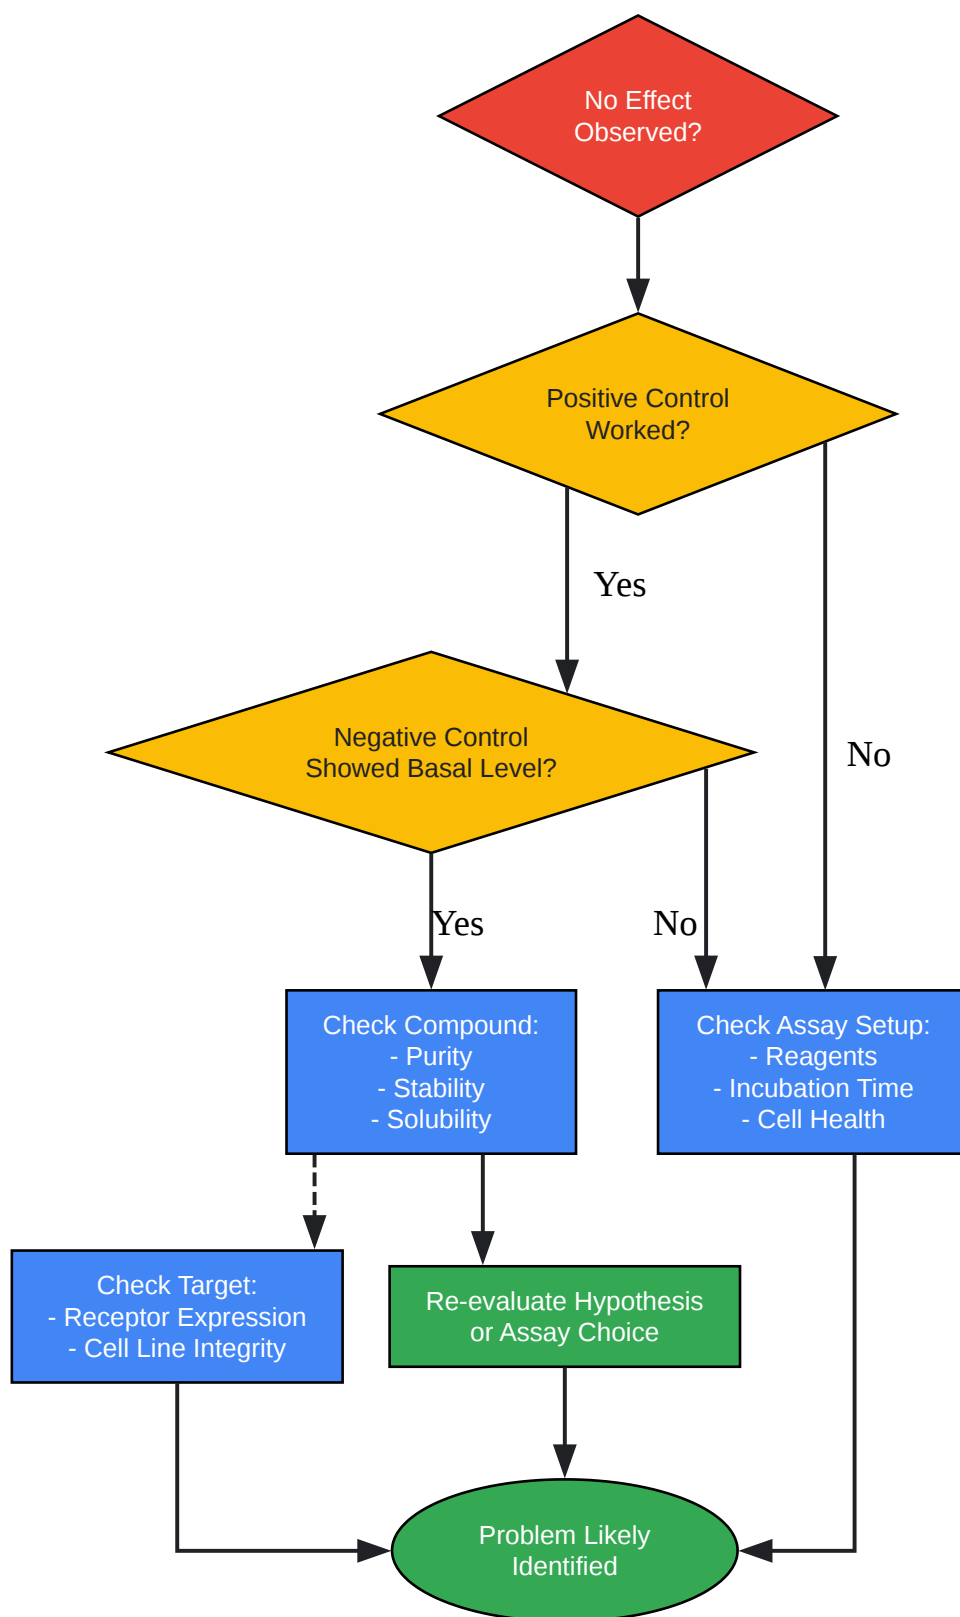 No Effect
Observed?
Positive Control
Worked?
Yes
Negative Control
Showed Basal Level?
No
Yes
No
Check Compound:
- Purity
- Stability
- Solubility
Check Assay Setup:
- Reagents
- Incubation Time
- Cell Health
Check Target:
- Receptor Expression
- Cell Line Integrity
Re-evaluate Hypothesis
or Assay Choice
Problem Likely
Identified